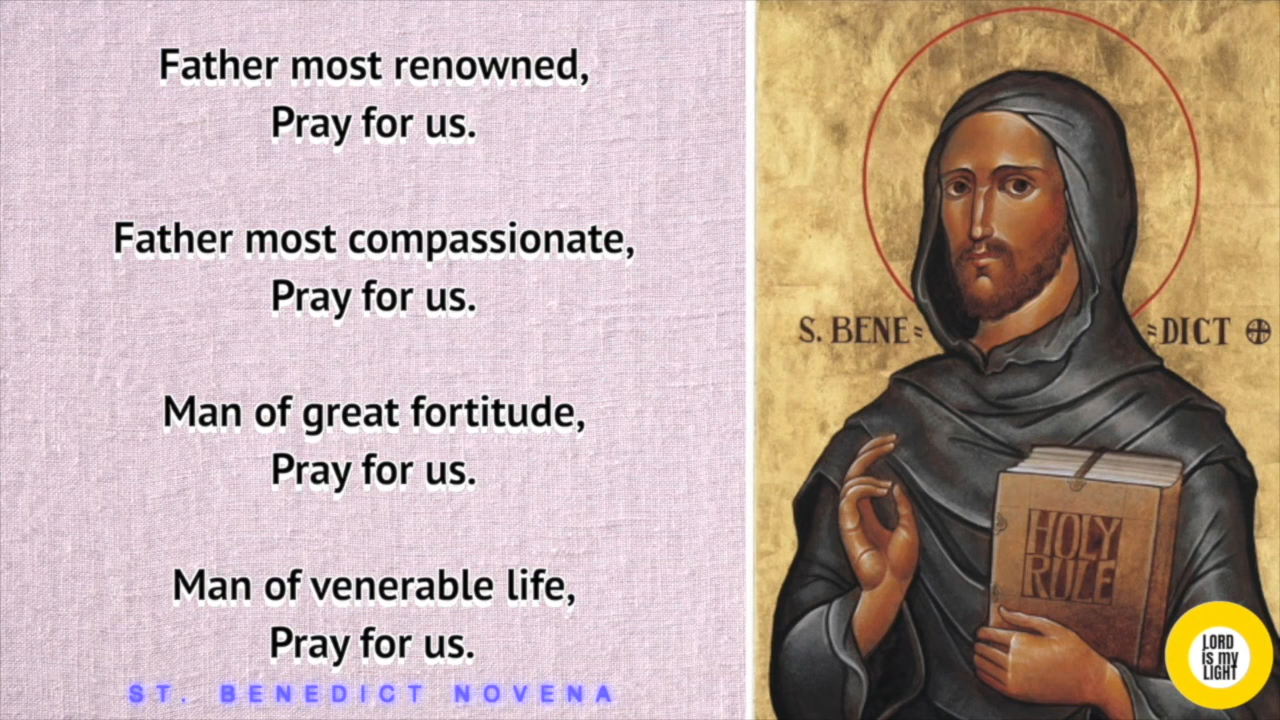 Father most renowned,
Pray for us.
Father most compassionate,
Pray for us.
Man of great fortitude,
Pray for us.
Man of venerable life,
Pray for us.
ST. BENEDICT NOVENA
S. BENE=
=DICT
HOLY
RULE
LORD
is my
LIGHT